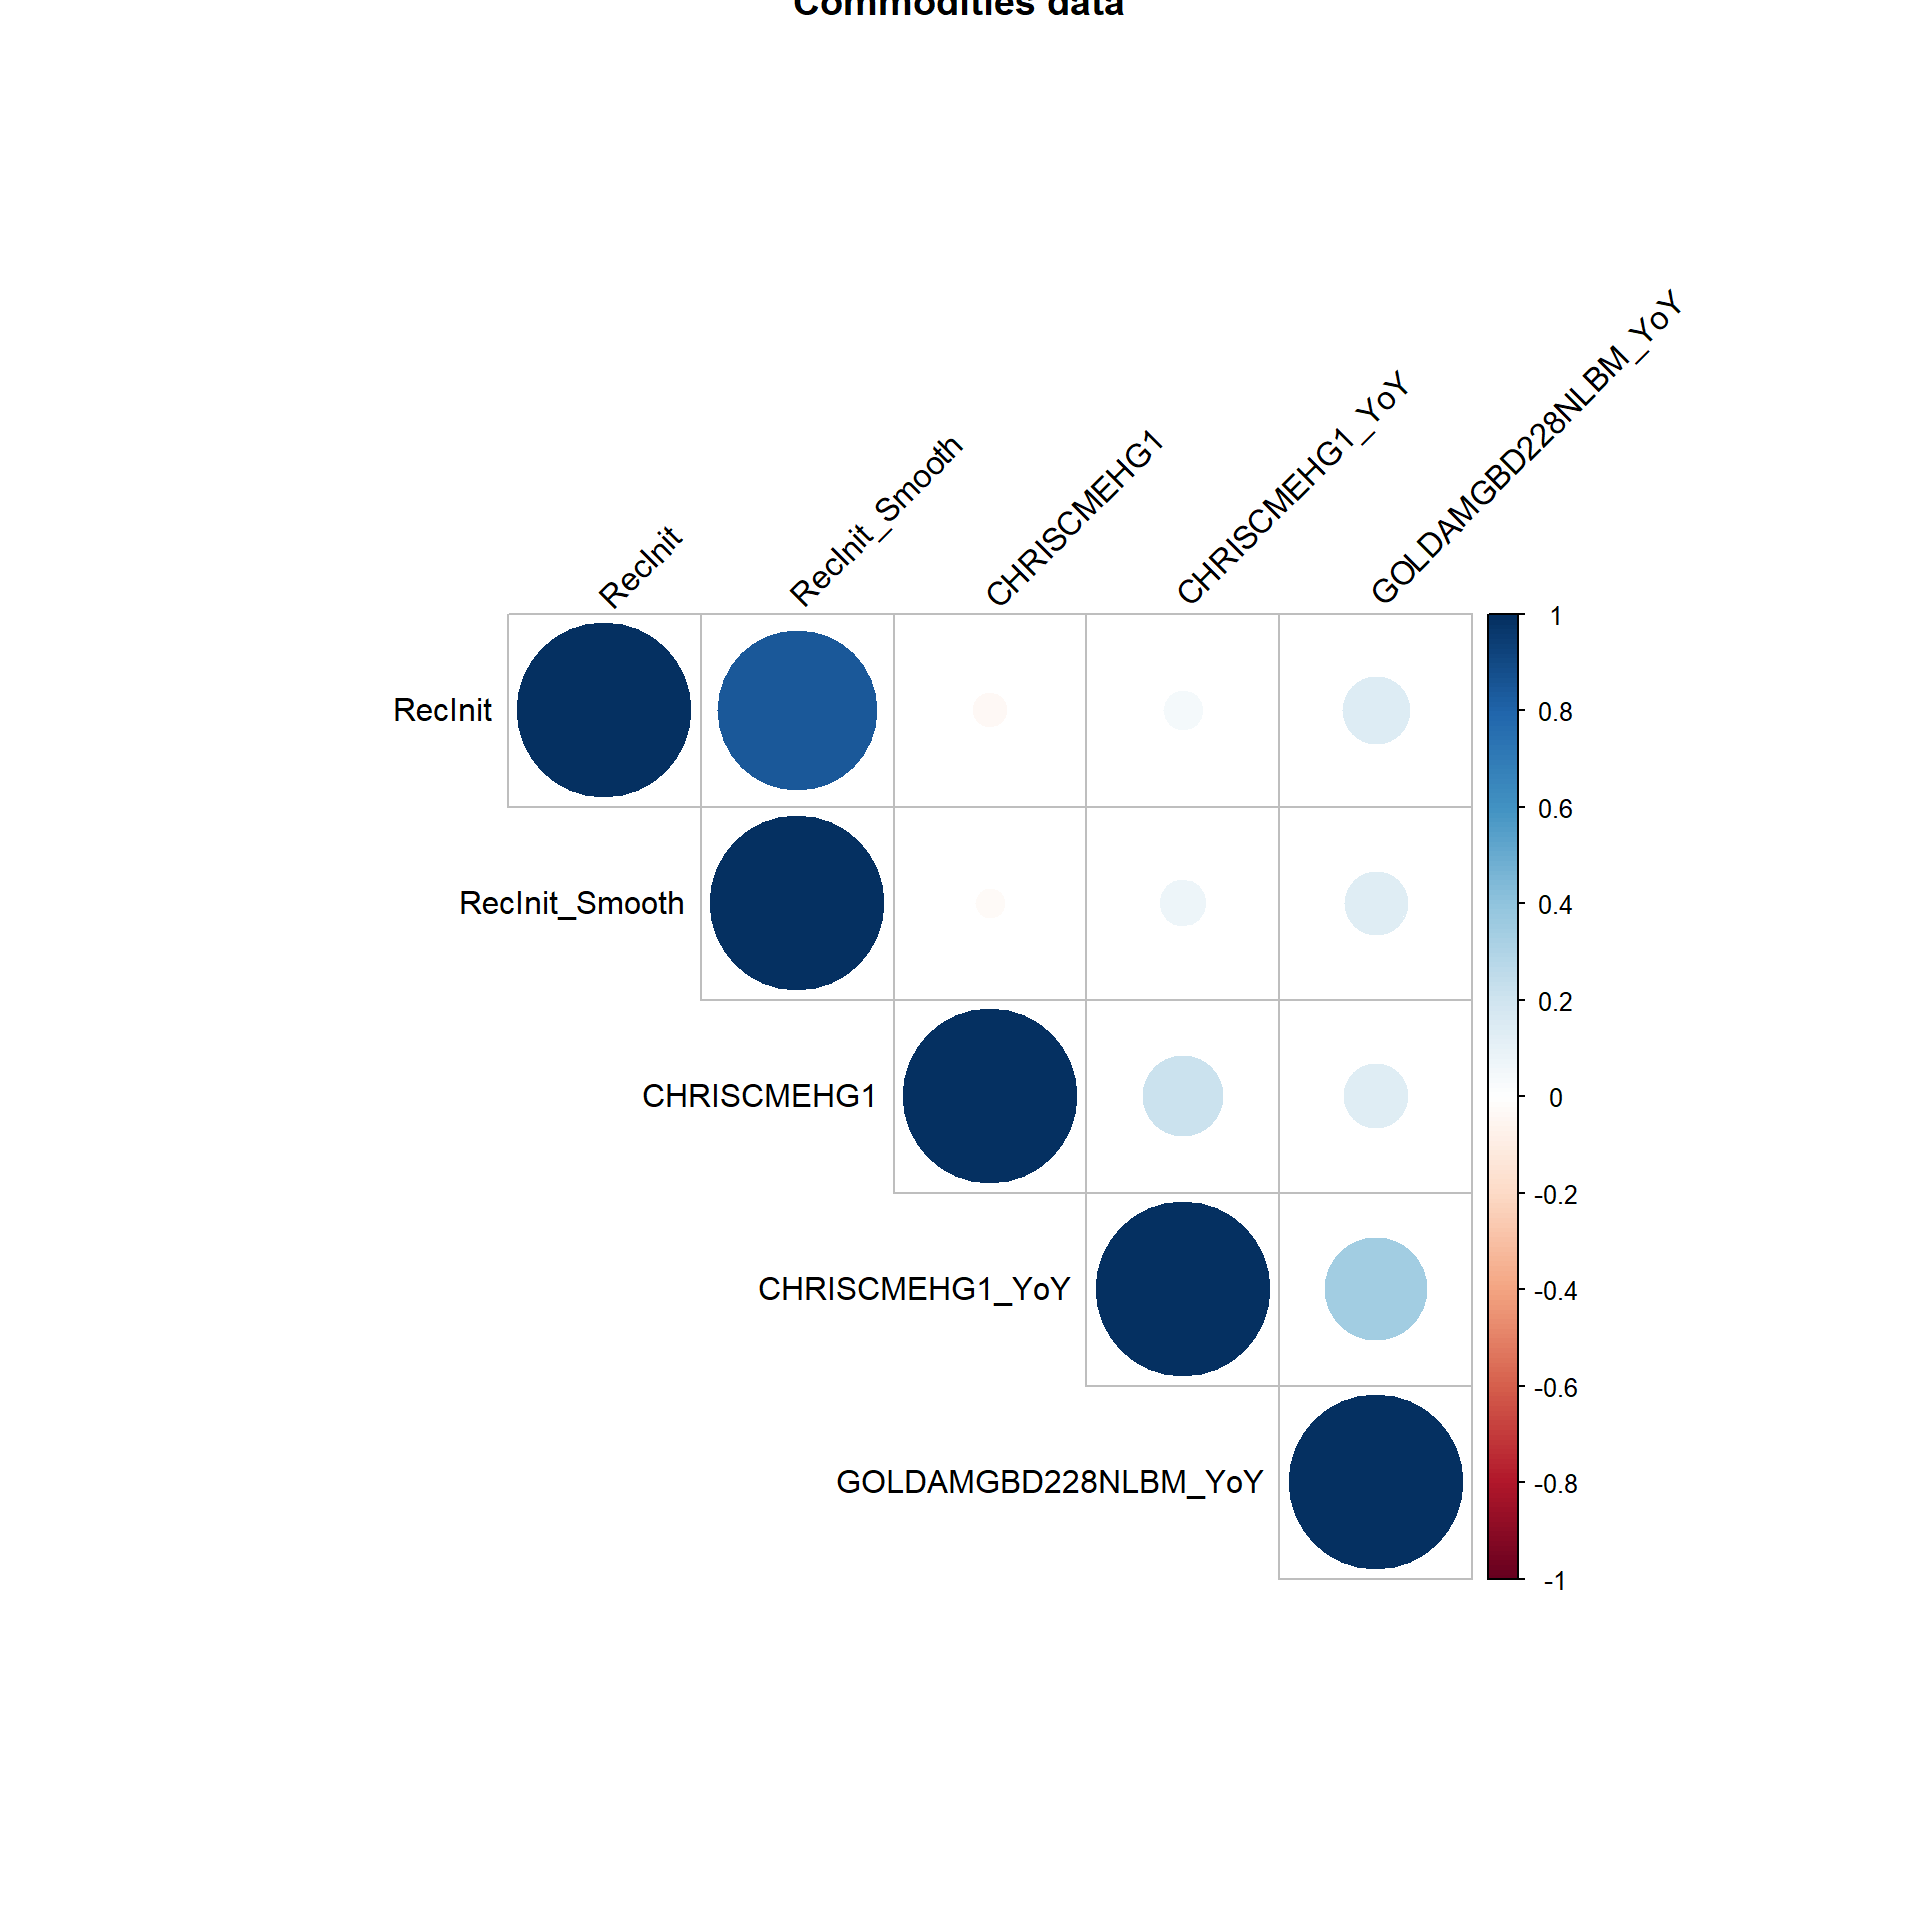 Commodities data
RecInit
RecInit_Smooth
CHRISCMEHG1
CHRISCMEHG1_YoY
GOLDAMGBD228NLBM_YoY
RecInit
RecInit_Smooth
CHRISCMEHG1
CHRISCMEHG1_YoY
GOLDAMGBD228NLBM_YoY
1
0.8
0.6
0.4
0.2
0
-0.2
-0.4
-0.6
-0.8
-1